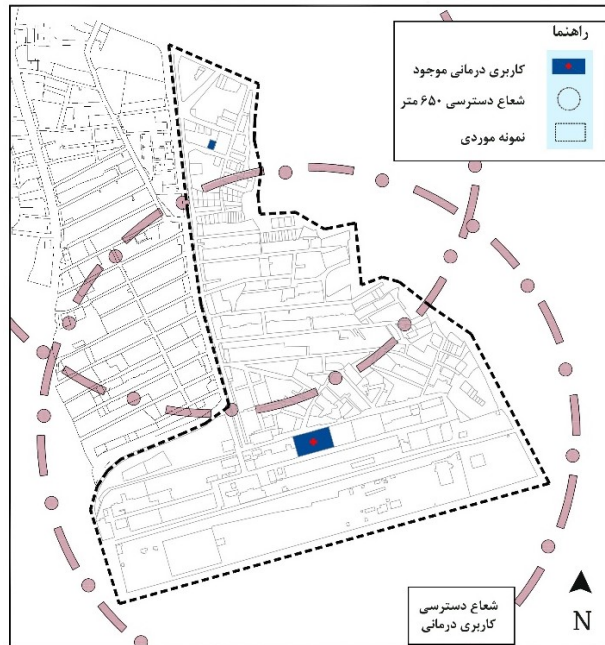 راهنما
کاربری درمانی موجود
شعاع دسترسی ۶۵۰ متر
نمونه موردی
شعاع دسترسی
کاربری درمانی
N